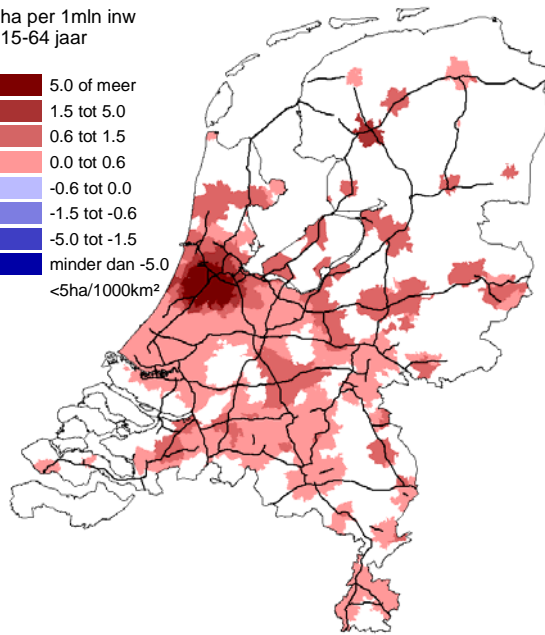 ha per 1mln inw
15-64 jaar
5.0 of meer
1.5 tot 5.0
0.6 tot 1.5
0.0 tot 0.6
-0.6 tot 0.0
-1.5 tot -0.6
-5.0 tot -1.5
minder dan -5.0
<5ha/1000km²